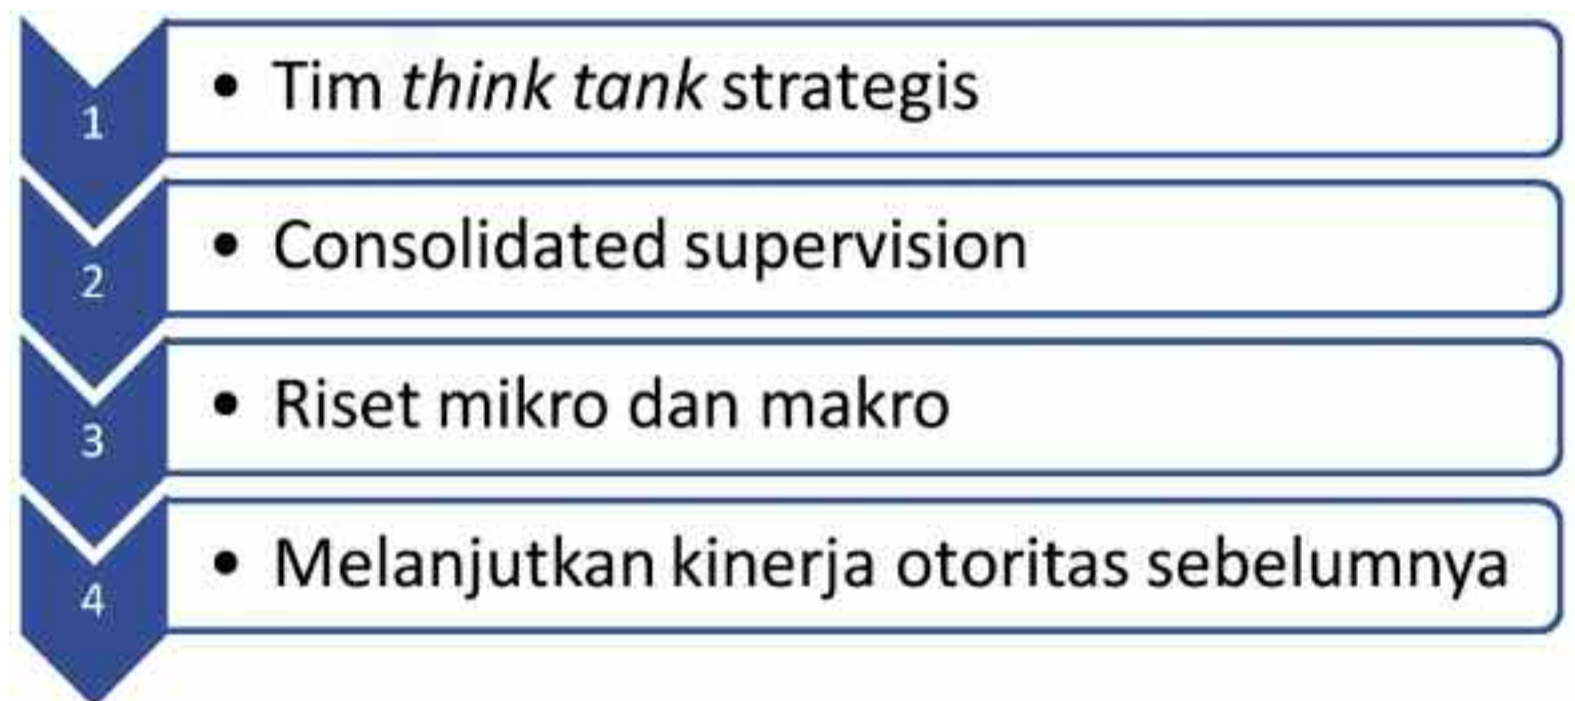 1
• Tim think tank strategis
2
• Consolidated supervision
3
• Riset mikro dan makro
4
• Melanjutkan kinerja otoritas sebelumnya